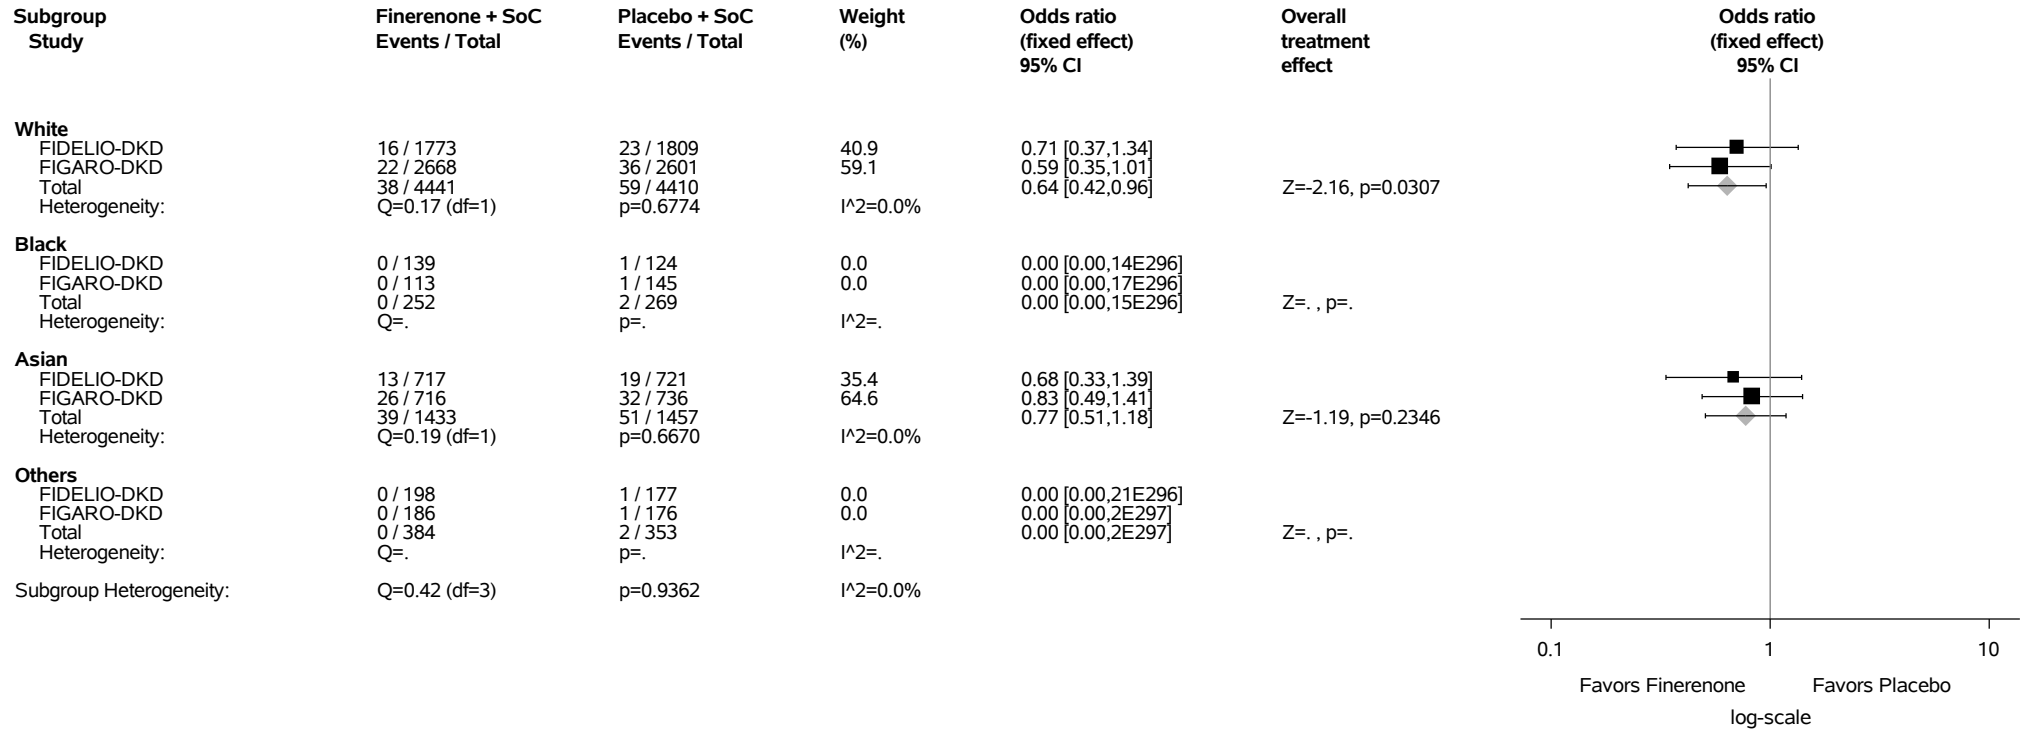 Subgroup Finerenone + SoC Placebo + SoC Weight Odds ratio Overall Odds ratio
Study Events / Total Events / Total (%) (fixed effect) treatment (fixed effect)
95% CI effect 95% CI
White
FIDELIO-DKD 16 / 1773 23 / 1809 40.9 0.71 [0.37,1.34]
FIGARO-DKD 22 / 2668 36 / 2601 59.1 0.59 [0.35,1.01]
Total 38 / 4441 59 / 4410 0.64 [0.42,0.96] Z=-2.16, p=0.0307
Heterogeneity: Q=0.17 (df=1) p=0.6774 I^2=0.0%
Black
FIDELIO-DKD 0 / 139 1 / 124 0.0 0.00 [0.00,14E296]
FIGARO-DKD 0 / 113 1 / 145 0.0 0.00 [0.00,17E296]
Total 0 / 252 2 / 269 0.00 [0.00,15E296] Z=. , p=.
Heterogeneity: Q=. p=. I^2=.
Asian
FIDELIO-DKD 13 / 717 19 / 721 35.4 0.68 [0.33,1.39]
FIGARO-DKD 26 / 716 32 / 736 64.6 0.83 [0.49,1.41]
Total 39 / 1433 51 / 1457 0.77 [0.51,1.18] Z=-1.19, p=0.2346
Heterogeneity: Q=0.19 (df=1) p=0.6670 I^2=0.0%
Others
FIDELIO-DKD 0 / 198 1 / 177 0.0 0.00 [0.00,21E296]
FIGARO-DKD 0 / 186 1 / 176 0.0 0.00 [0.00,2E297]
Total 0 / 384 2 / 353 0.00 [0.00,2E297] Z=. , p=.
Heterogeneity: Q=. p=. I^2=.
Subgroup Heterogeneity: Q=0.42 (df=3) p=0.9362 I^2=0.0%
0.1 1 10
Favors Finerenone Favors Placebo
log-scale